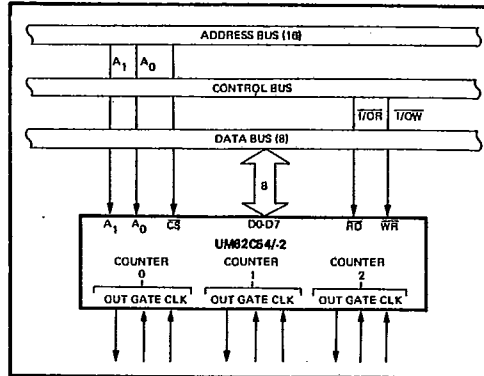 ADDRESS BUS (16)
A1 A0
CONTROL BUS
I/OR I/OW
DATA BUS (8)
8
A1 A0 CS D0-D7 RD WR
UM82C54/-2
COUNTER 0 COUNTER 1 COUNTER 2
OUT GATE CLK OUT GATE CLK OUT GATE CLK